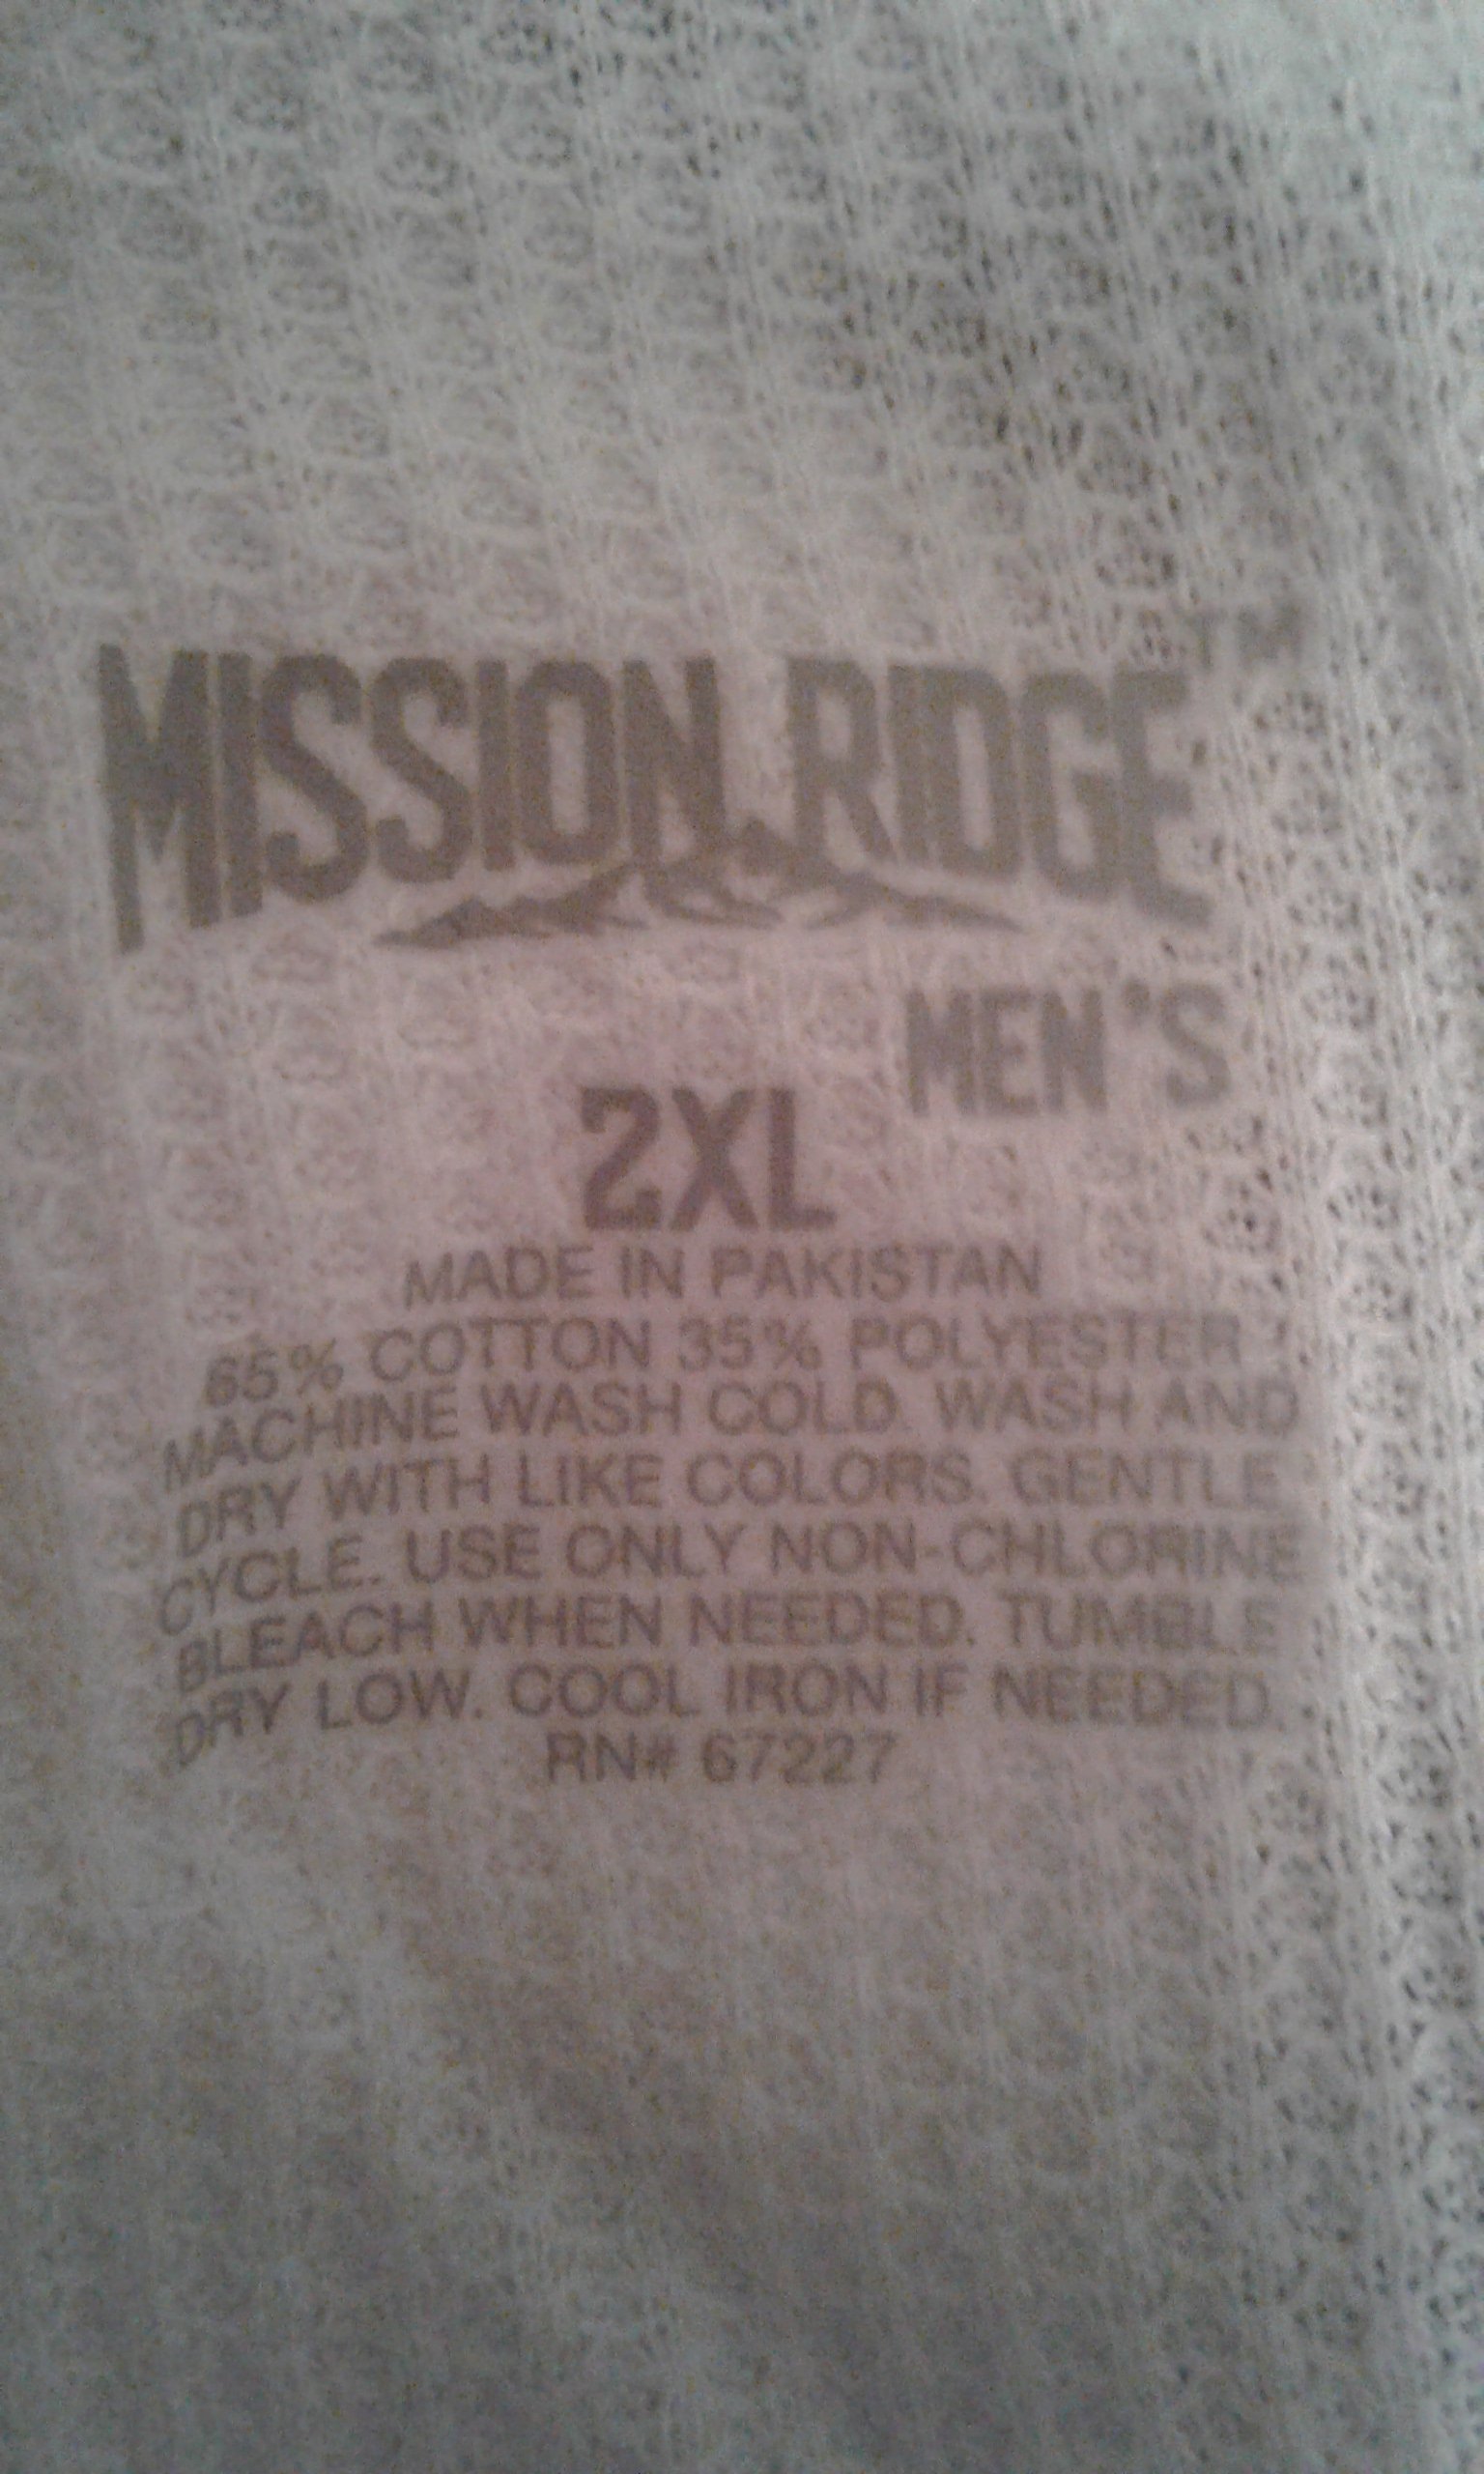 MISSION RIDGE™
MEN'S
2XL
MADE IN PAKISTAN
65% COTTON 35% POLYESTER
MACHINE WASH COLD. WASH AND
DRY WITH LIKE COLORS. GENTLE
CYCLE. USE ONLY NON-CHLORINE
BLEACH WHEN NEEDED. TUMBLE
DRY LOW. COOL IRON IF NEEDED.
RN# 67227